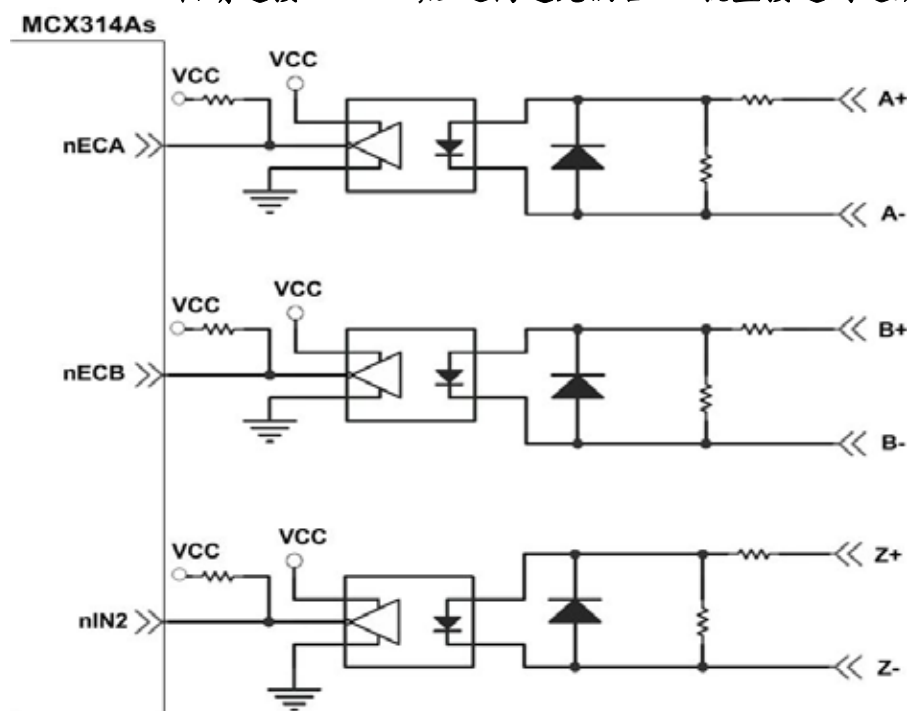 MCX314As
VCC
VCC
nECA
A+
A-
VCC
VCC
nECB
B+
B-
VCC
VCC
nIN2
Z+
Z-